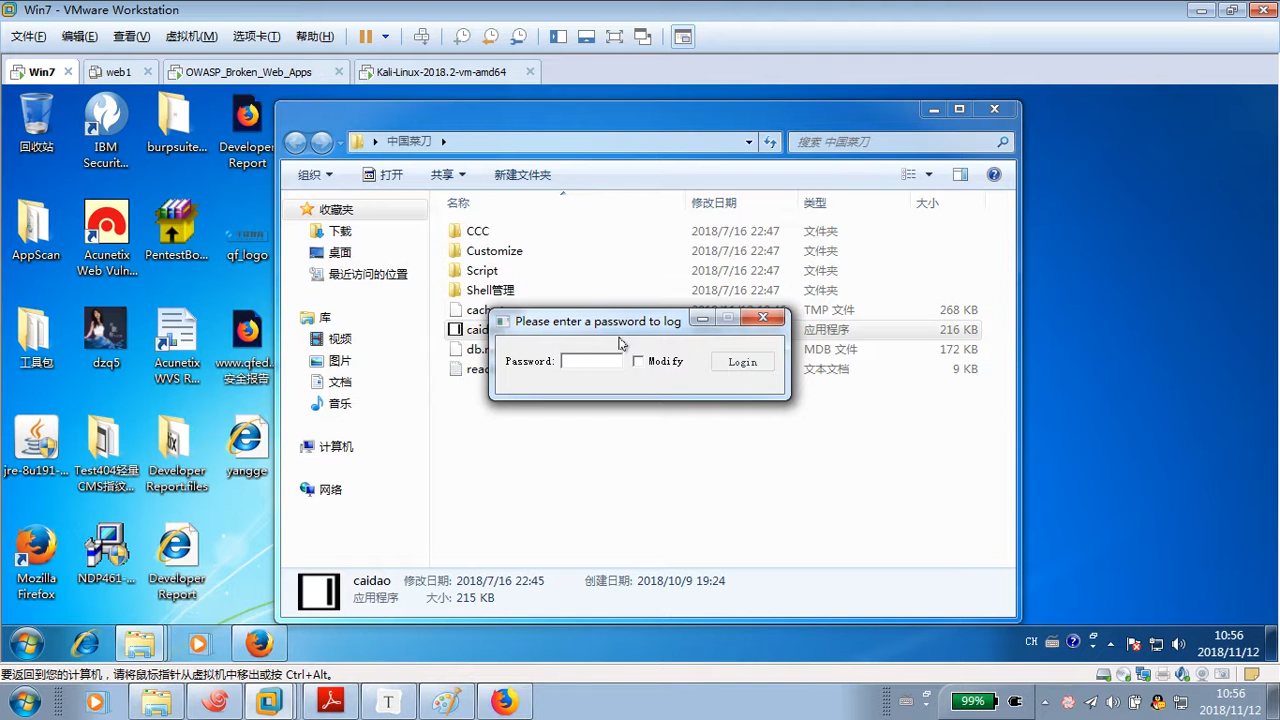 Win7 - VMware Workstation
文件(F) 编辑(E) 查看(V) 虚拟机(M) 选项卡(T) 帮助(H)
Win7 web1 OWASP_Broken_Web_Apps Kali-Linux-2018.2-vm-amd64
回收站
IBM
Securit...
burpsuite...
Developer
Report
AppScan
Acunetix
Web Vuln...
PentestBo...
qf_logo
工具包
dzq5
Acunetix
WVS R...
www.qfed...
安全报告
jre-8u191-...
Test404轻量
CMS指纹...
Developer
Report.files
yangge
Mozilla
Firefox
NDP461-...
Developer
Report
中国菜刀
搜索 中国菜刀
组织 打开 共享 新建文件夹
收藏夹
下载
桌面
最近访问的位置
库
视频
图片
文档
音乐
计算机
网络
名称 修改日期 类型 大小
CCC 2018/7/16 22:47 文件夹
Customize 2018/7/16 22:47 文件夹
Script 2018/7/16 22:47 文件夹
Shell管理 2018/7/16 22:47 文件夹
TMP 文件 268 KB
应用程序 216 KB
MDB 文件 172 KB
文本文档 9 KB
Please enter a password to log
Password: Modify Login
caidao 修改日期: 2018/7/16 22:45 创建日期: 2018/10/9 19:24
应用程序 大小: 215 KB
CH 10:56
2018/11/12
要返回到您的计算机，请将鼠标指针从虚拟机中移出或按 Ctrl+Alt。
99% 10:56
2018/11/12